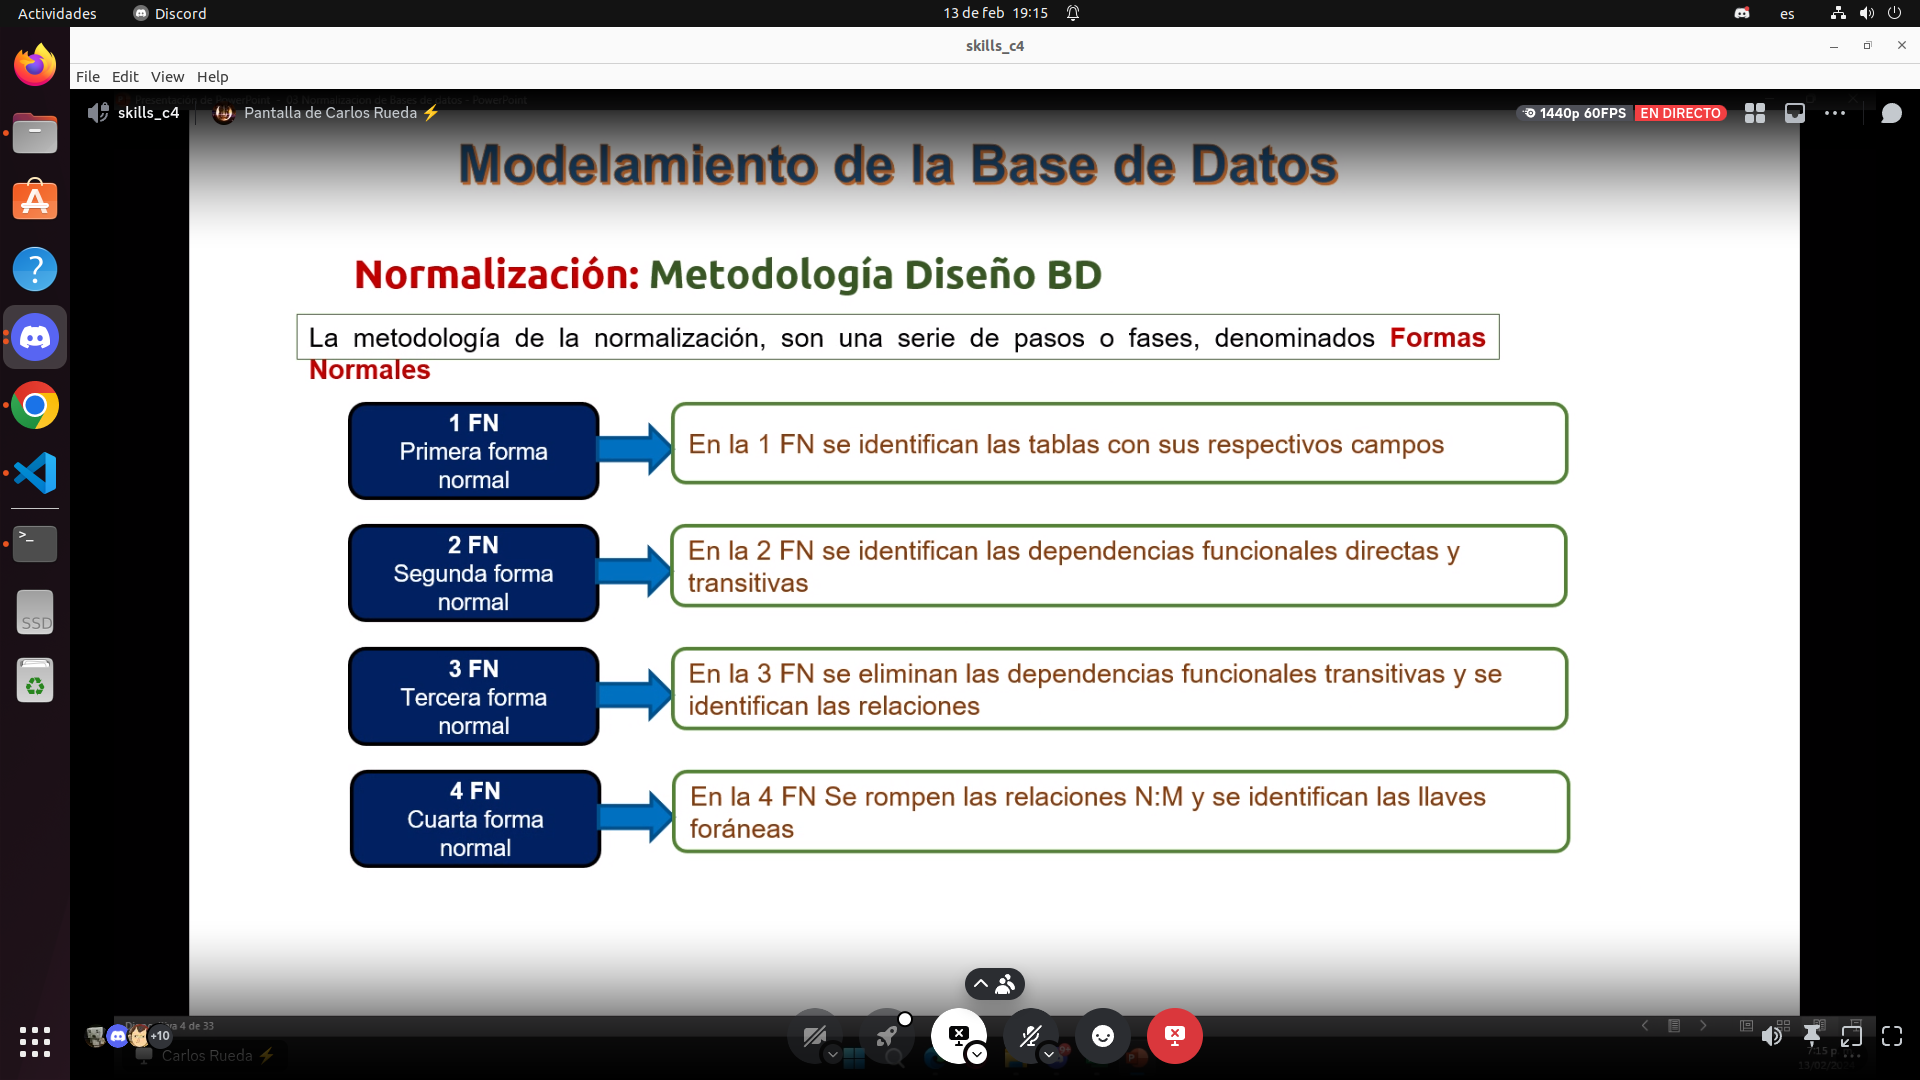 Actividades
Discord
13 de feb 19:15
es
skills_c4
File Edit View Help
skills_c4
Pantalla de Carlos Rueda
1440p 60FPS
EN DIRECTO
Modelamiento de la Base de Datos
Normalización: Metodología Diseño BD
La metodología de la normalización, son una serie de pasos o fases, denominados Formas
Normales
1 FN
Primera forma
normal
En la 1 FN se identifican las tablas con sus respectivos campos
2 FN
Segunda forma
normal
En la 2 FN se identifican las dependencias funcionales directas y
transitivas
3 FN
Tercera forma
normal
En la 3 FN se eliminan las dependencias funcionales transitivas y se
identifican las relaciones
4 FN
Cuarta forma
normal
En la 4 FN Se rompen las relaciones N:M y se identifican las llaves
foráneas
SSD
4 de 33
+10
Carlos Rueda
7:15 p.